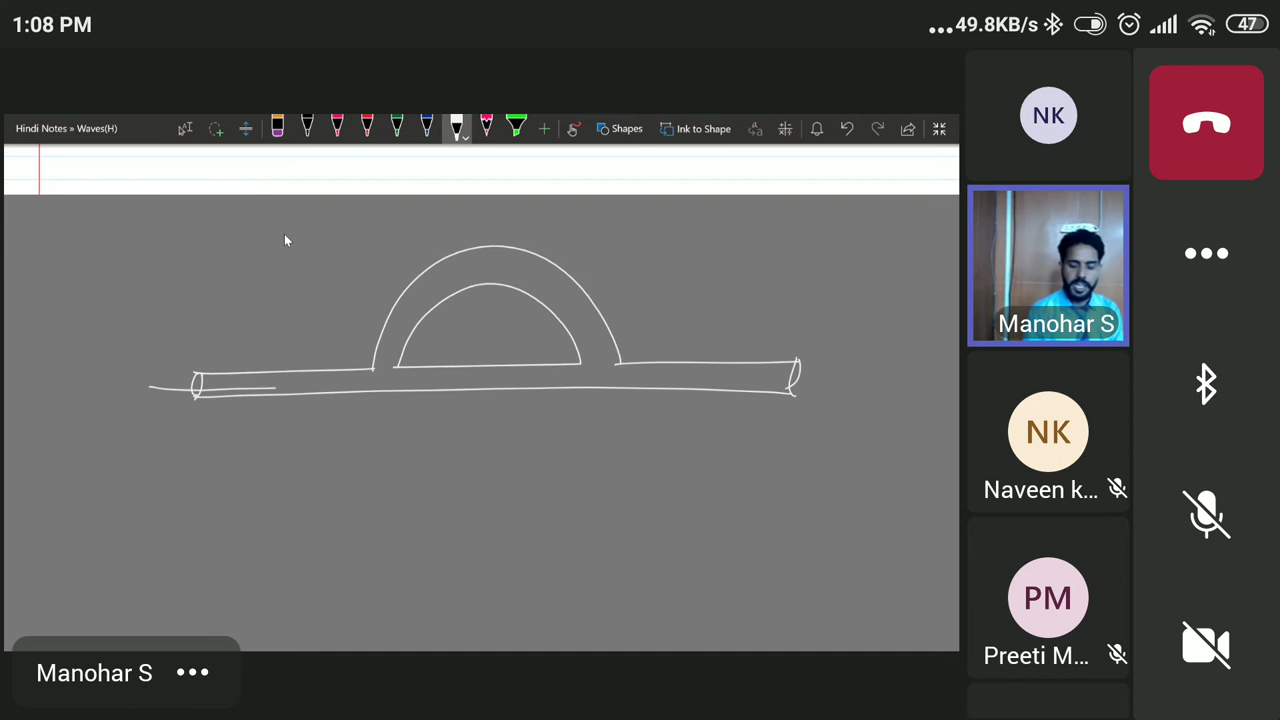 1:08 PM
...49.8KB/s
47
Hindi Notes » Waves(H)
Shapes
Ink to Shape
NK
Manohar S
NK
Naveen k...
PM
Preeti M...
Manohar S